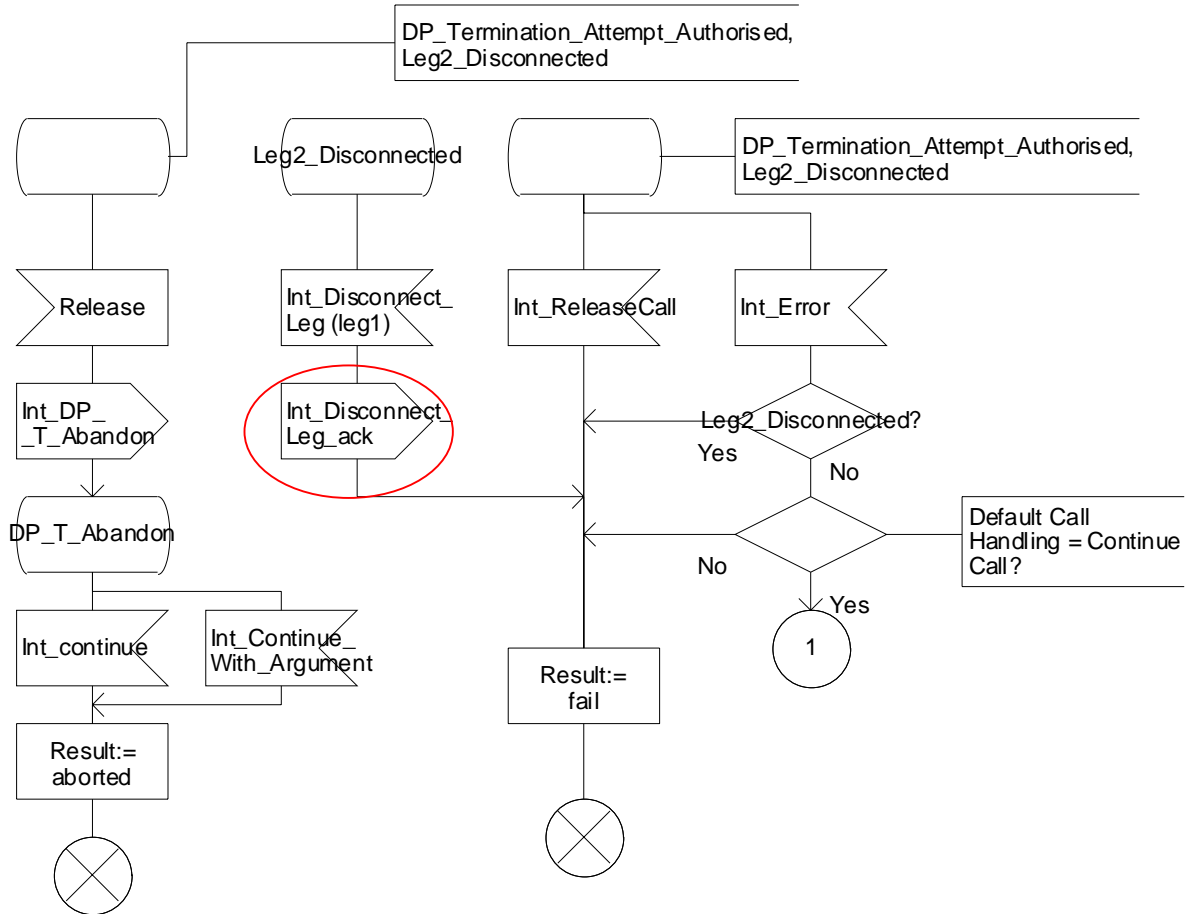 DP_Termination_Attempt_Authorised,
Leg2_Disconnected
Leg2_Disconnected
DP_Termination_Attempt_Authorised,
Leg2_Disconnected
Release
Int_Disconnect_
Leg (leg1)
Int_ReleaseCall
Int_Error
Int_DP_
_T_Abandon
Int_Disconnect_
Leg_ack
Leg2_Disconnected?
Yes
No
DP_T_Abandon
Default Call
Handling = Continue
Call?
No
Yes
Int_continue
Int_Continue_
With_Argument
1
Result:=
fail
Result:=
aborted